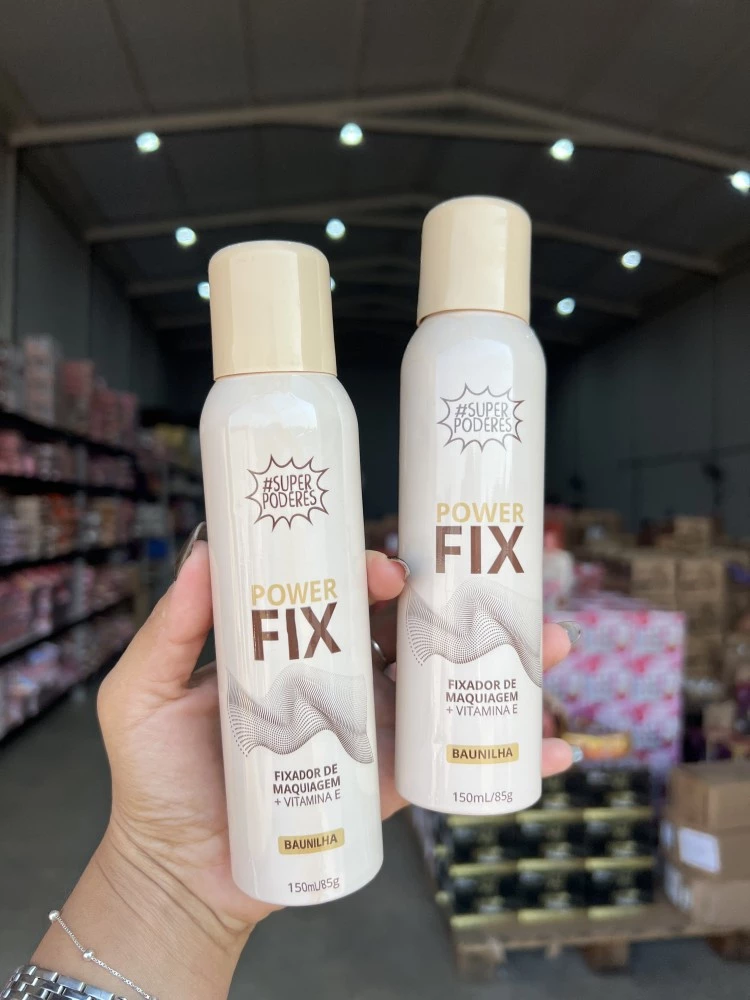 #SUPER
PODERES
POWER
FIX
FIXADOR DE
MAQUIAGEM
+ VITAMINA E
BAUNILHA
150mL/85g
#SUPER
PODERES
POWER
FIX
FIXADOR DE
MAQUIAGEM
+ VITAMINA E
BAUNILHA
150mL/85g